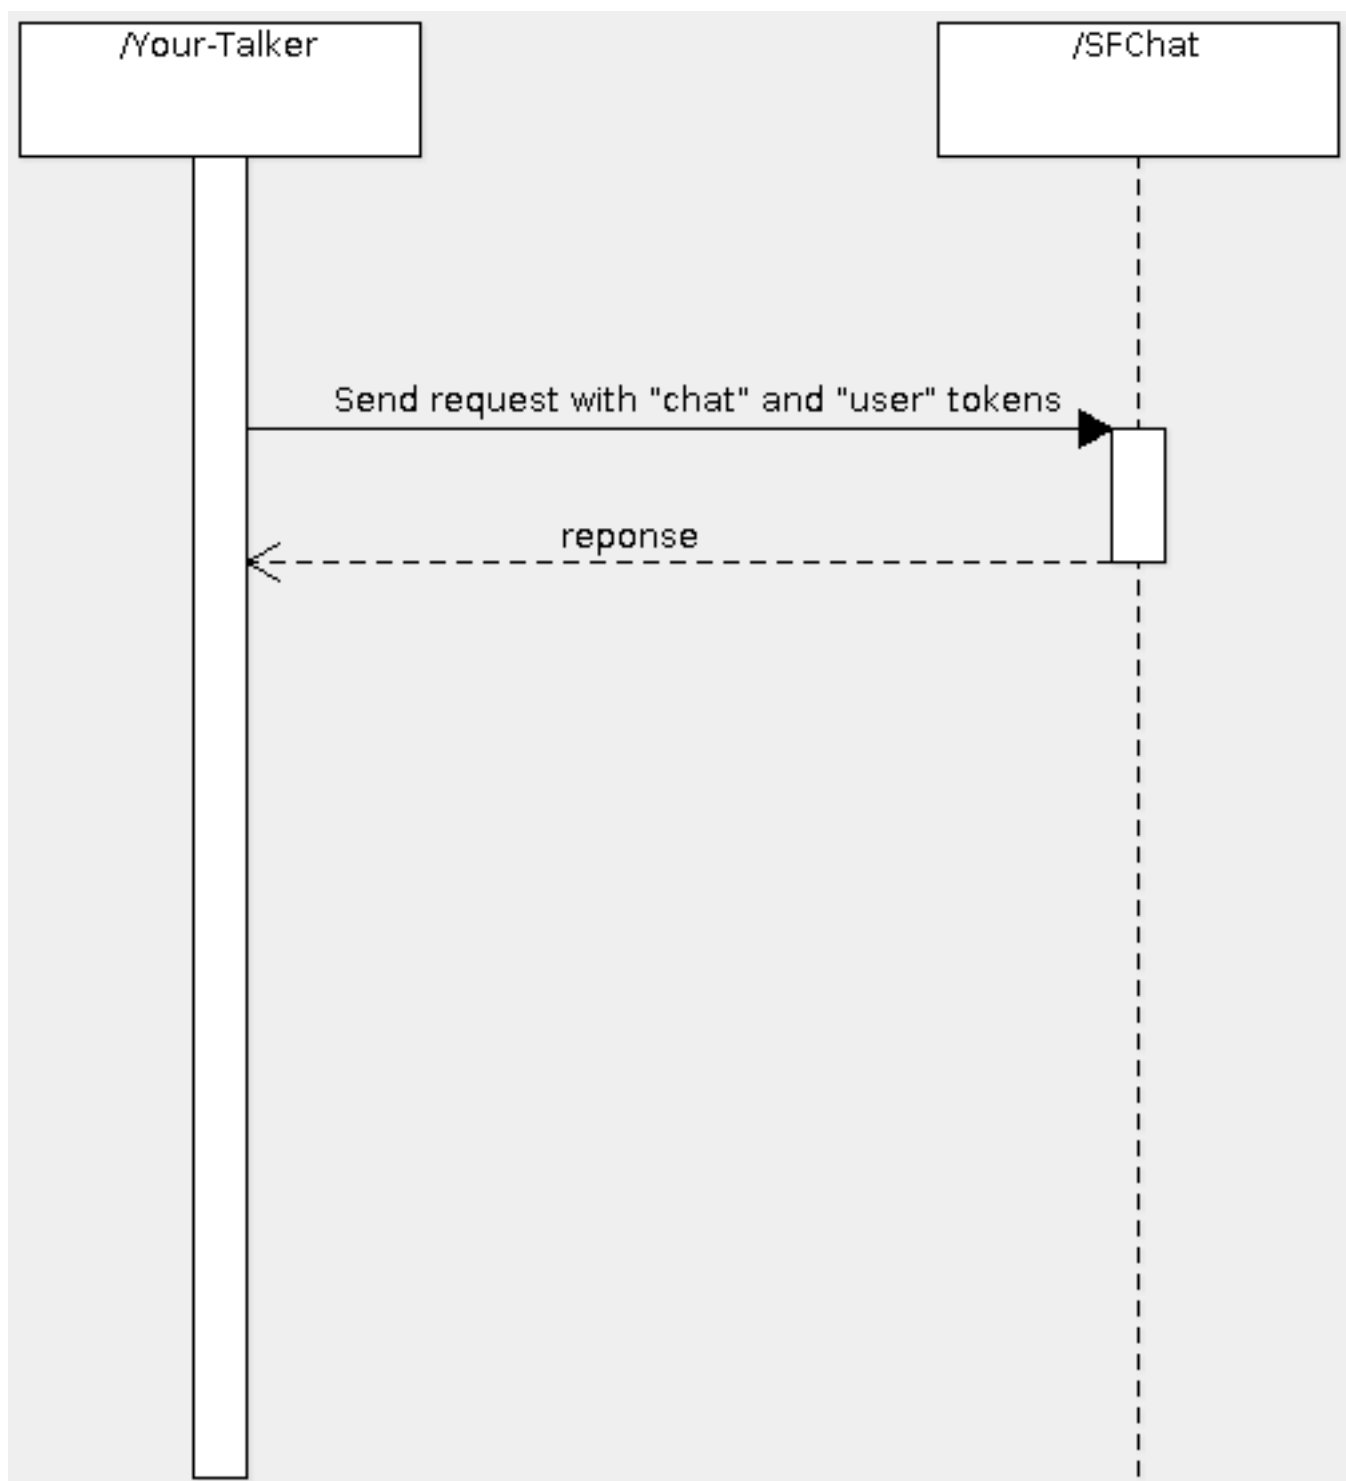 /Your-Talker
/SFChat
Send request with "chat" and "user" tokens
reponse